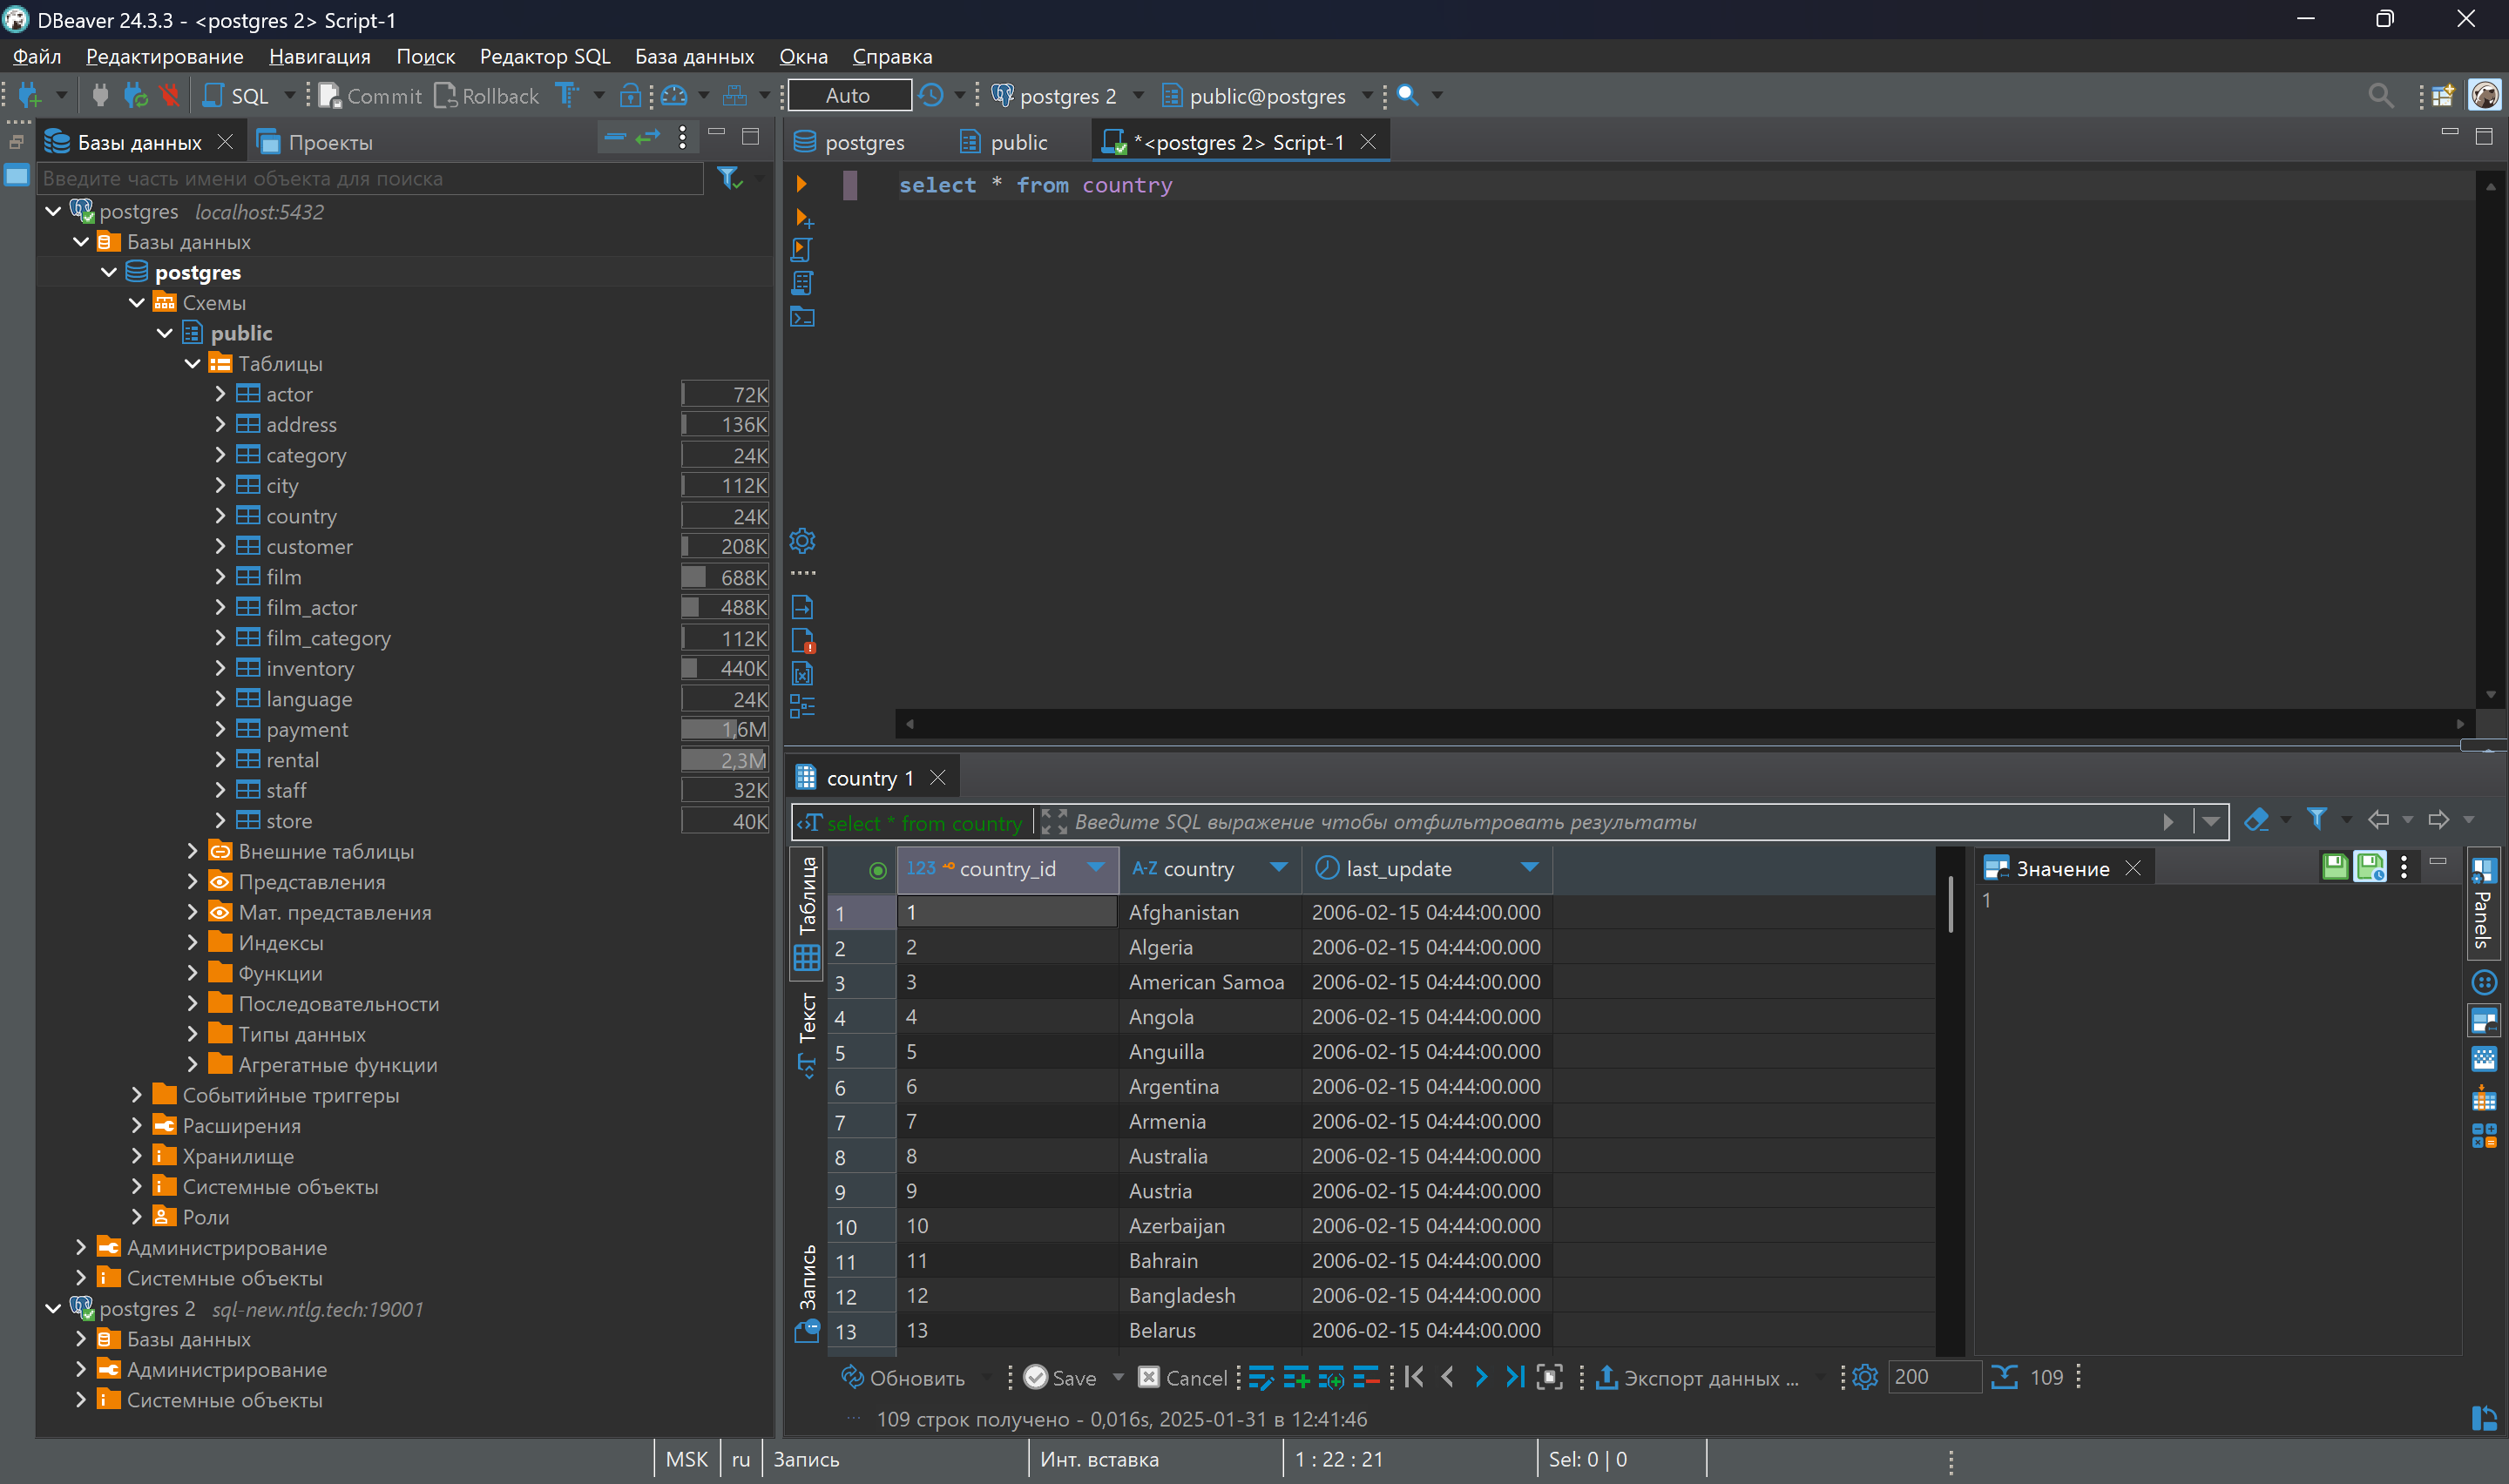 DBeaver 24.3.3 - <postgres 2> Script-1
Файл Редактирование Навигация Поиск Редактор SQL База данных Окна Справка
SQL Commit Rollback Auto postgres 2 public@postgres
Базы данных Проекты
Введите часть имени объекта для поиска
postgres localhost:5432
Базы данных
postgres
Схемы
public
Таблицы
actor 72K
address 136K
category 24K
city 112K
country 24K
customer 208K
film 688K
film_actor 488K
film_category 112K
inventory 440K
language 24K
payment 1,6M
rental 2,3M
staff 32K
store 40K
Внешние таблицы
Представления
Мат. представления
Индексы
Функции
Последовательности
Типы данных
Агрегатные функции
Событийные триггеры
Расширения
Хранилище
Системные объекты
Роли
Администрирование
Системные объекты
postgres 2 sql-new.ntlg.tech:19001
Базы данных
Администрирование
Системные объекты
postgres public *<postgres 2> Script-1
select * from country
country 1
select * from country Введите SQL выражение чтобы отфильтровать результаты
Таблица
Текст
Запись
123 country_id A-Z country last_update
1 1 Afghanistan 2006-02-15 04:44:00.000
2 2 Algeria 2006-02-15 04:44:00.000
3 3 American Samoa 2006-02-15 04:44:00.000
4 4 Angola 2006-02-15 04:44:00.000
5 5 Anguilla 2006-02-15 04:44:00.000
6 6 Argentina 2006-02-15 04:44:00.000
7 7 Armenia 2006-02-15 04:44:00.000
8 8 Australia 2006-02-15 04:44:00.000
9 9 Austria 2006-02-15 04:44:00.000
10 10 Azerbaijan 2006-02-15 04:44:00.000
11 11 Bahrain 2006-02-15 04:44:00.000
12 12 Bangladesh 2006-02-15 04:44:00.000
13 13 Belarus 2006-02-15 04:44:00.000
Значение
1
Panels
Обновить Save Cancel Экспорт данных ... 200 109
109 строк получено - 0,016s, 2025-01-31 в 12:41:46
MSK ru Запись Инт. вставка 1 : 22 : 21 Sel: 0 | 0